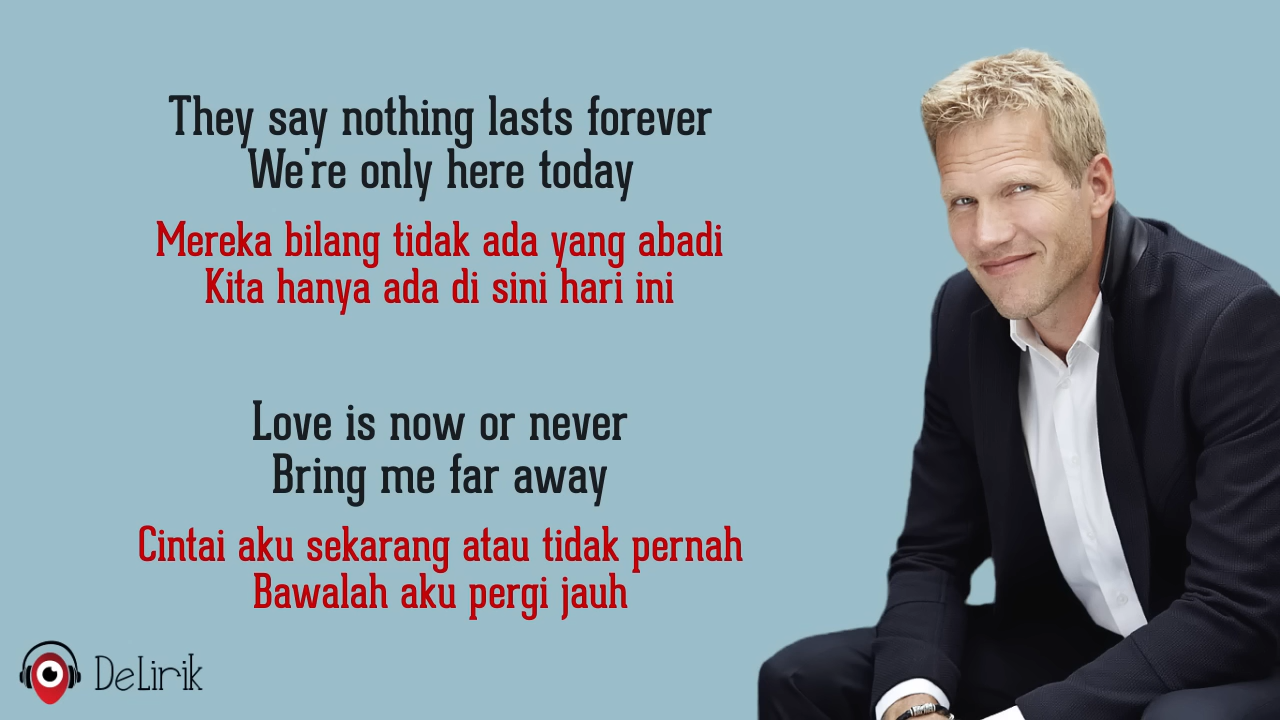 They say nothing lasts forever
We're only here today
Mereka bilang tidak ada yang abadi
Kita hanya ada di sini hari ini
Love is now or never
Bring me far away
Cintai aku sekarang atau tidak pernah
Bawalah aku pergi jauh
DeLirik